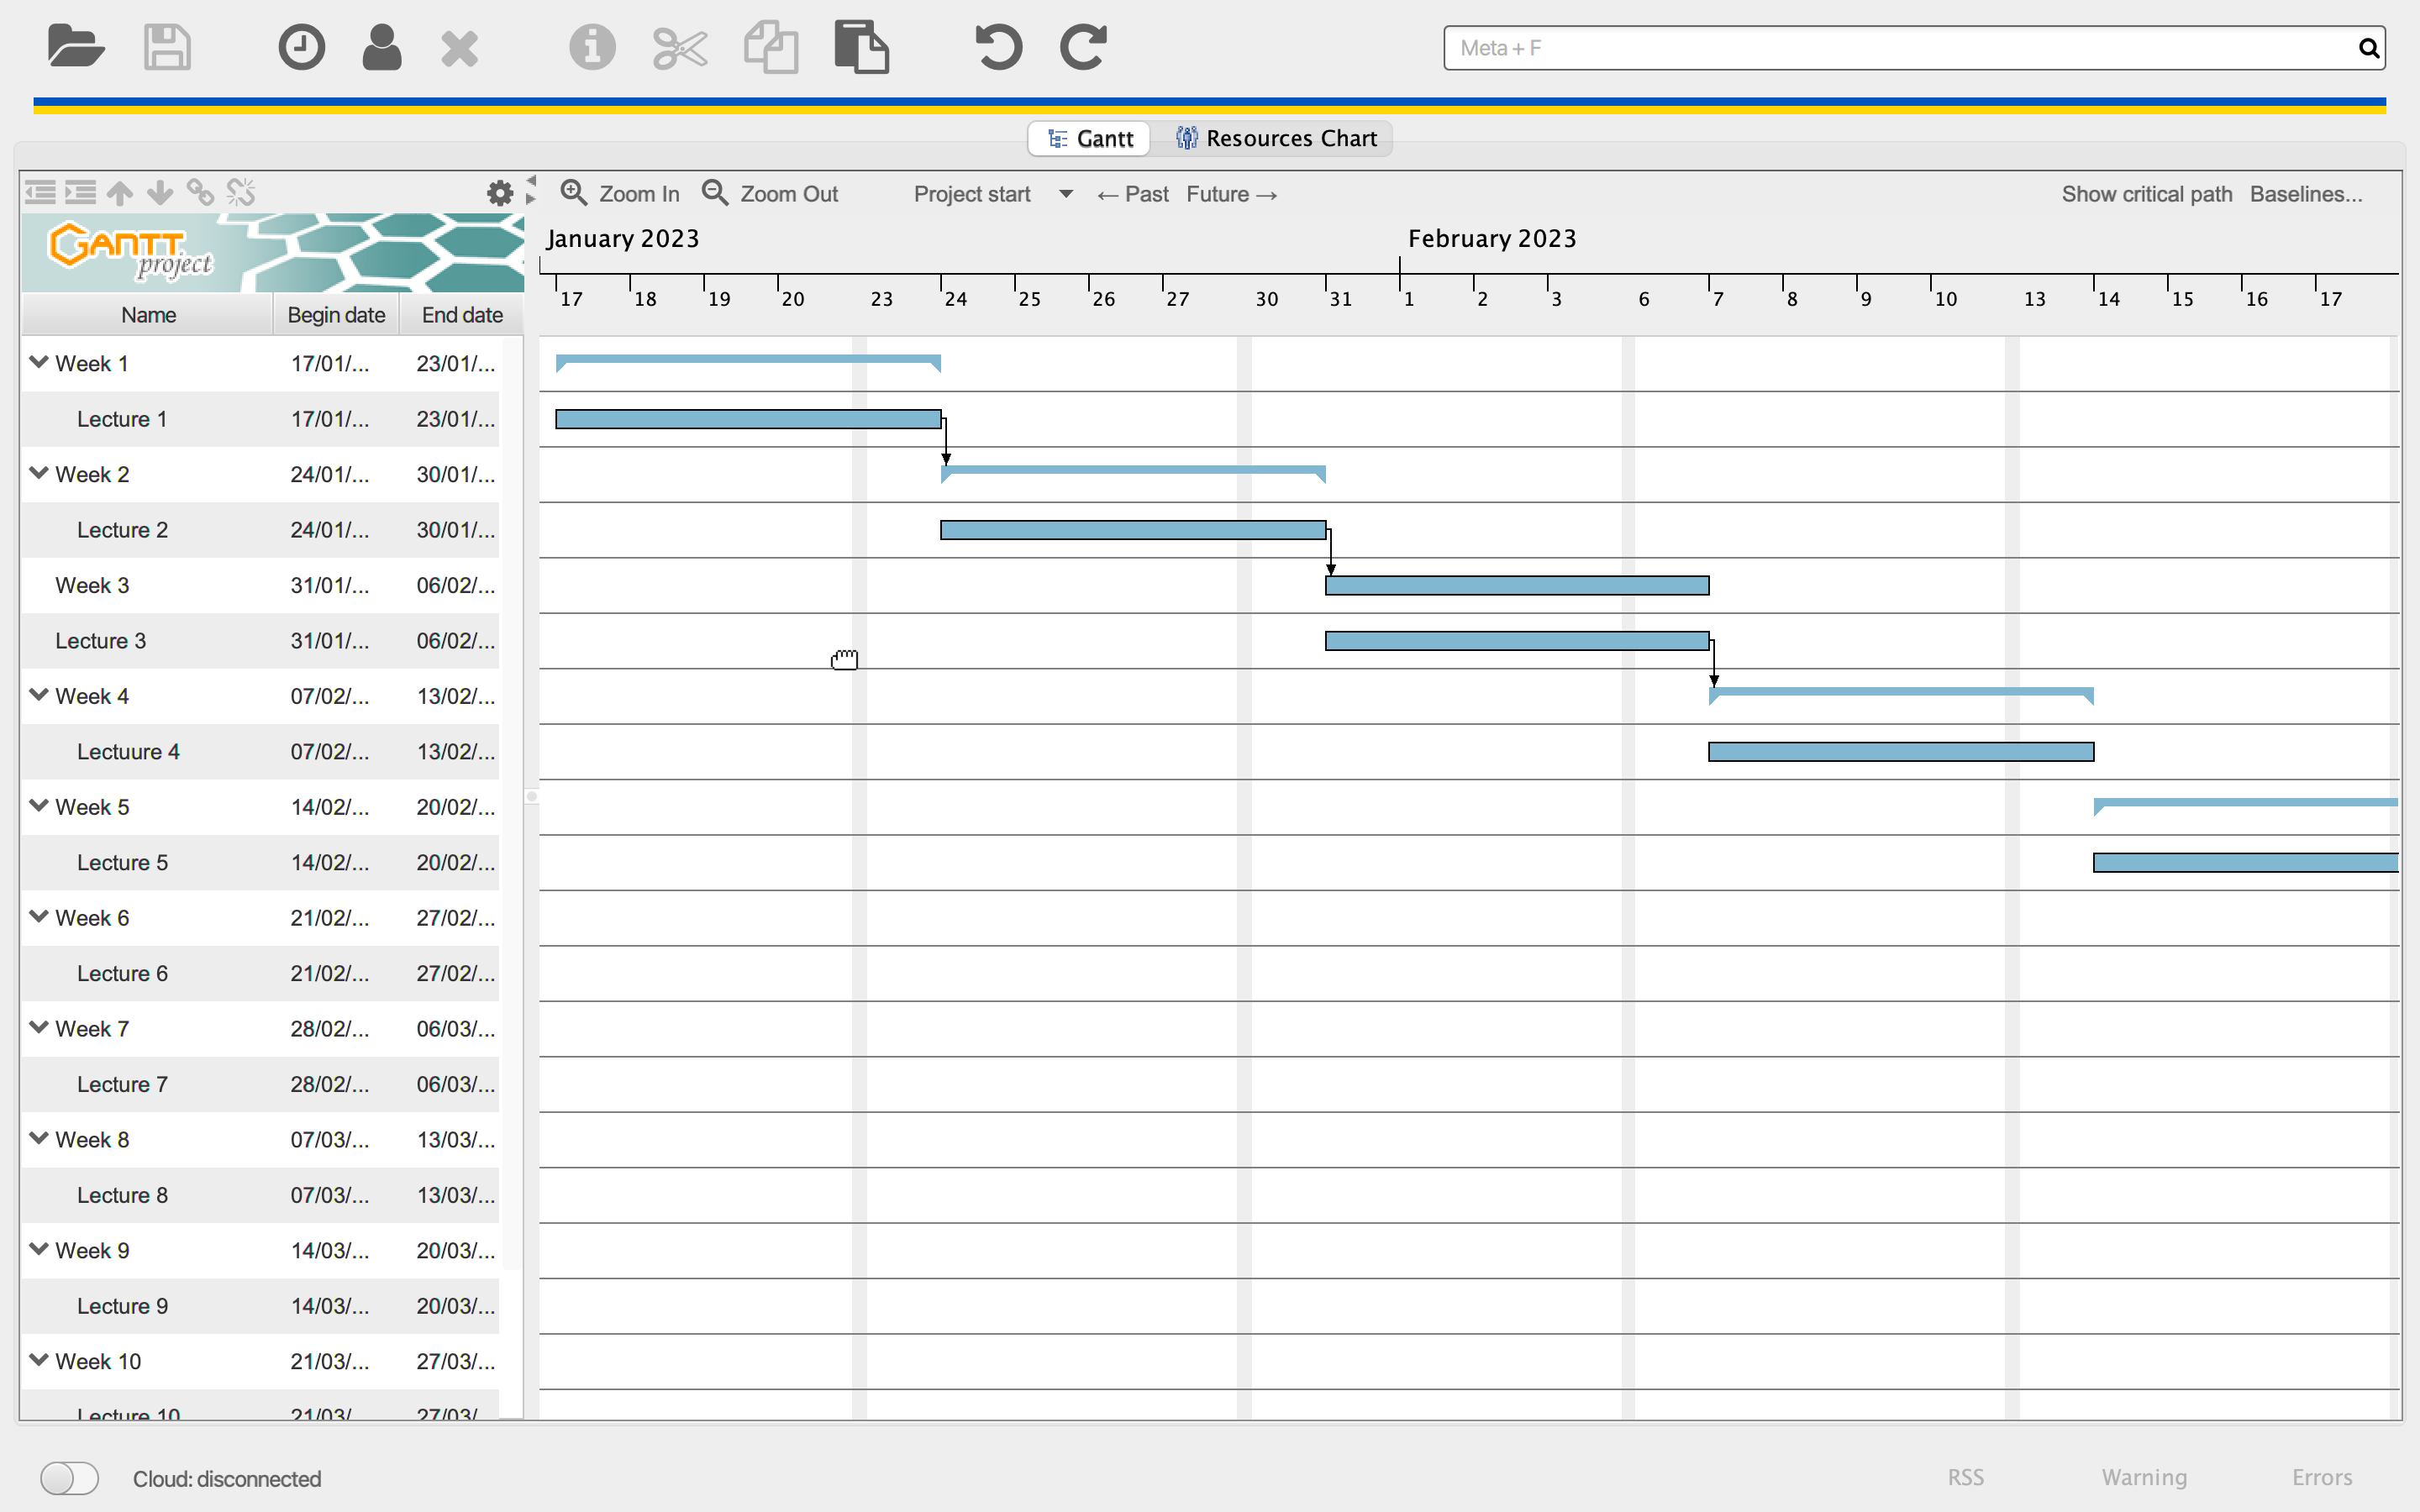 Meta + F
Gantt Resources Chart
Zoom In Zoom Out Project start ← Past Future → Show critical path Baselines...
GANTT project
January 2023 February 2023
17 18 19 20 23 24 25 26 27 30 31 1 2 3 6 7 8 9 10 13 14 15 16 17
Name Begin date End date
Week 1 17/01/... 23/01/...
Lecture 1 17/01/... 23/01/...
Week 2 24/01/... 30/01/...
Lecture 2 24/01/... 30/01/...
Week 3 31/01/... 06/02/...
Lecture 3 31/01/... 06/02/...
Week 4 07/02/... 13/02/...
Lectuure 4 07/02/... 13/02/...
Week 5 14/02/... 20/02/...
Lecture 5 14/02/... 20/02/...
Week 6 21/02/... 27/02/...
Lecture 6 21/02/... 27/02/...
Week 7 28/02/... 06/03/...
Lecture 7 28/02/... 06/03/...
Week 8 07/03/... 13/03/...
Lecture 8 07/03/... 13/03/...
Week 9 14/03/... 20/03/...
Lecture 9 14/03/... 20/03/...
Week 10 21/03/... 27/03/...
Lecture 10 21/03/ 27/03/
Cloud: disconnected RSS Warning Errors